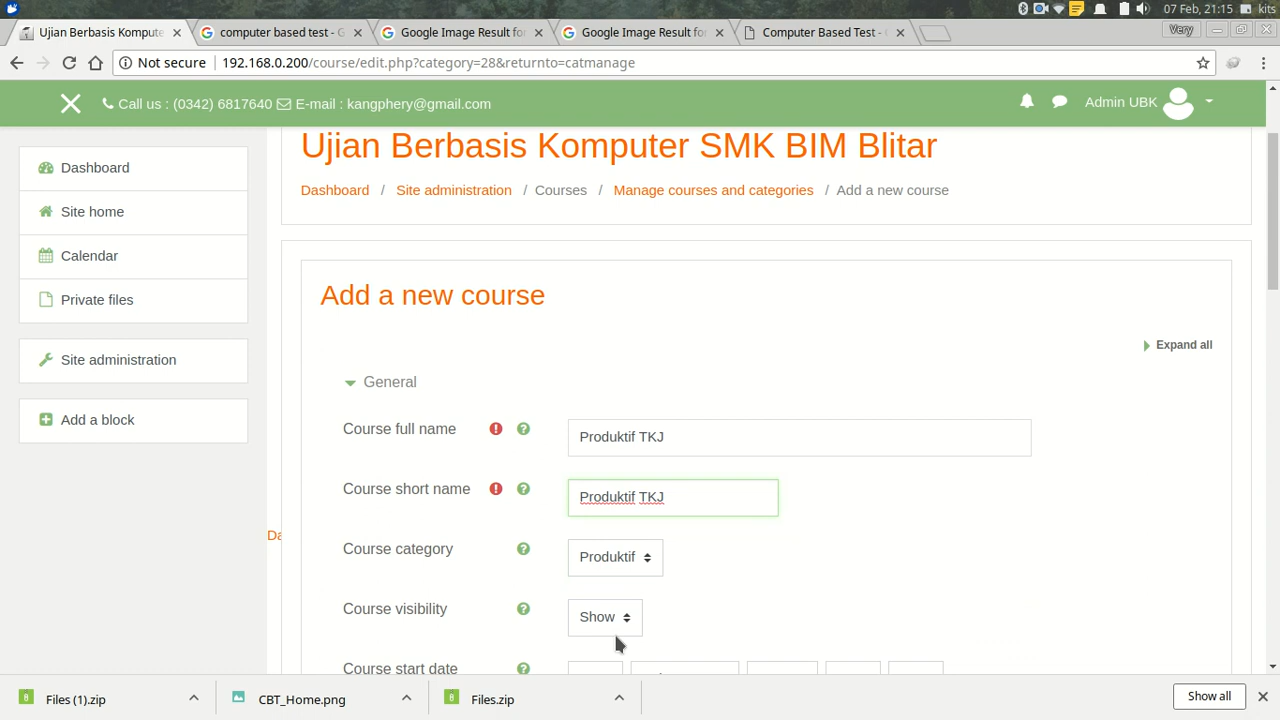 07 Feb, 21:15 kits
Ujian Berbasis Kompute
computer based test - G
Google Image Result for
Google Image Result for
Computer Based Test -
Very
Not secure
192.168.0.200/course/edit.php?category=28&returnto=catmanage
Call us : (0342) 6817640 E-mail : kangphery@gmail.com
Admin UBK
Ujian Berbasis Komputer SMK BIM Blitar
Dashboard / Site administration / Courses / Manage courses and categories / Add a new course
Dashboard
Site home
Calendar
Private files
Site administration
Add a block
Da
Add a new course
Expand all
General
Course full name
Produktif TKJ
Course short name
Produktif TKJ
Course category
Produktif
Course visibility
Show
Course start date
Files (1).zip
CBT_Home.png
Files.zip
Show all